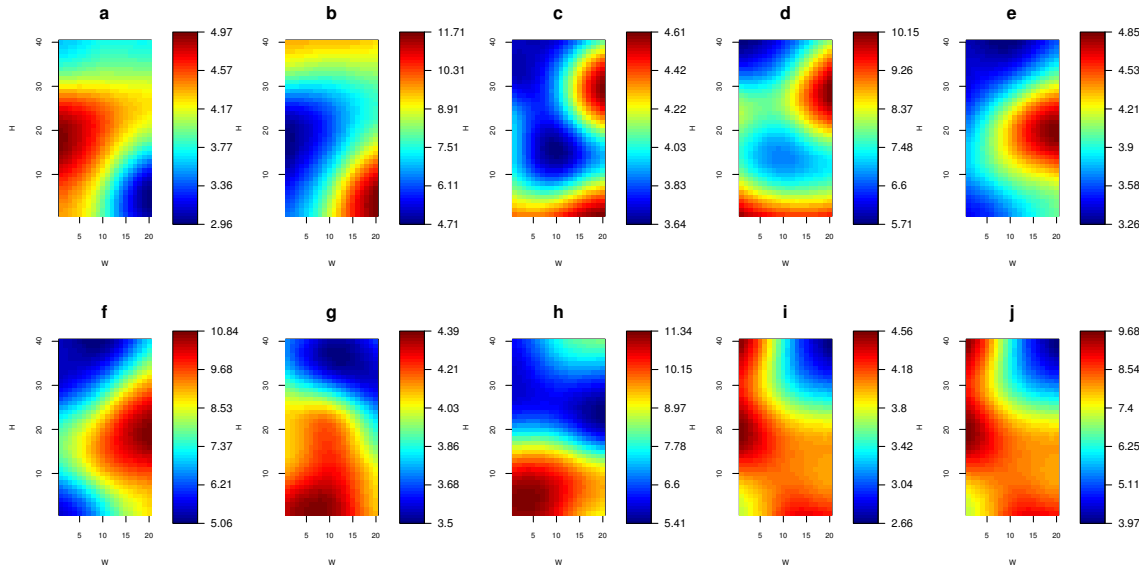 a
40
30
20
10
H
5 10 15 20
W
4.97
4.57
4.17
3.77
3.36
2.96
b
40
30
20
10
H
5 10 15 20
W
11.71
10.31
8.91
7.51
6.11
4.71
c
40
30
20
10
H
5 10 15 20
W
4.61
4.42
4.22
4.03
3.83
3.64
d
40
30
20
10
H
5 10 15 20
W
10.15
9.26
8.37
7.48
6.6
5.71
e
40
30
20
10
H
5 10 15 20
W
4.85
4.53
4.21
3.9
3.58
3.26
f
40
30
20
10
H
5 10 15 20
W
10.84
9.68
8.53
7.37
6.21
5.06
g
40
30
20
10
H
5 10 15 20
W
4.39
4.21
4.03
3.86
3.68
3.5
h
40
30
20
10
H
5 10 15 20
W
11.34
10.15
8.97
7.78
6.6
5.41
i
40
30
20
10
H
5 10 15 20
W
4.56
4.18
3.8
3.42
3.04
2.66
j
40
30
20
10
H
5 10 15 20
W
9.68
8.54
7.4
6.25
5.11
3.97